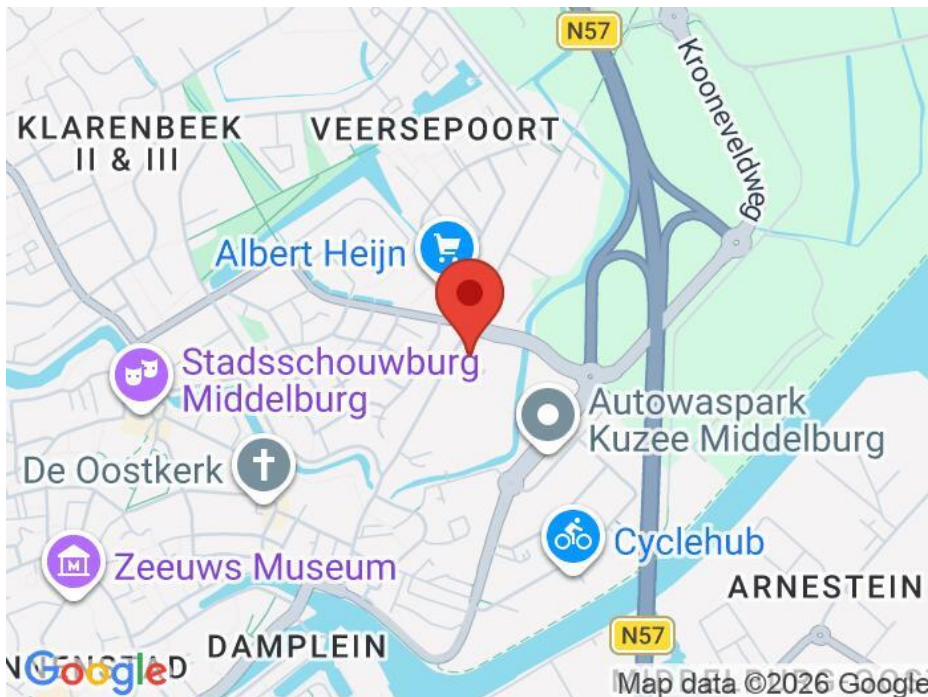 N57
Krooneveldweg
KLARENBEEK
II & III
VEERSEPOORT
Albert Heijn
Stadsschouwburg
Middelburg
Autowaspark
Kuzee Middelburg
De Oostkerk
Cyclehub
Zeeuws Museum
ARNESTEIN
N57
DAMPLEIN
Google
Map data ©2026 Google